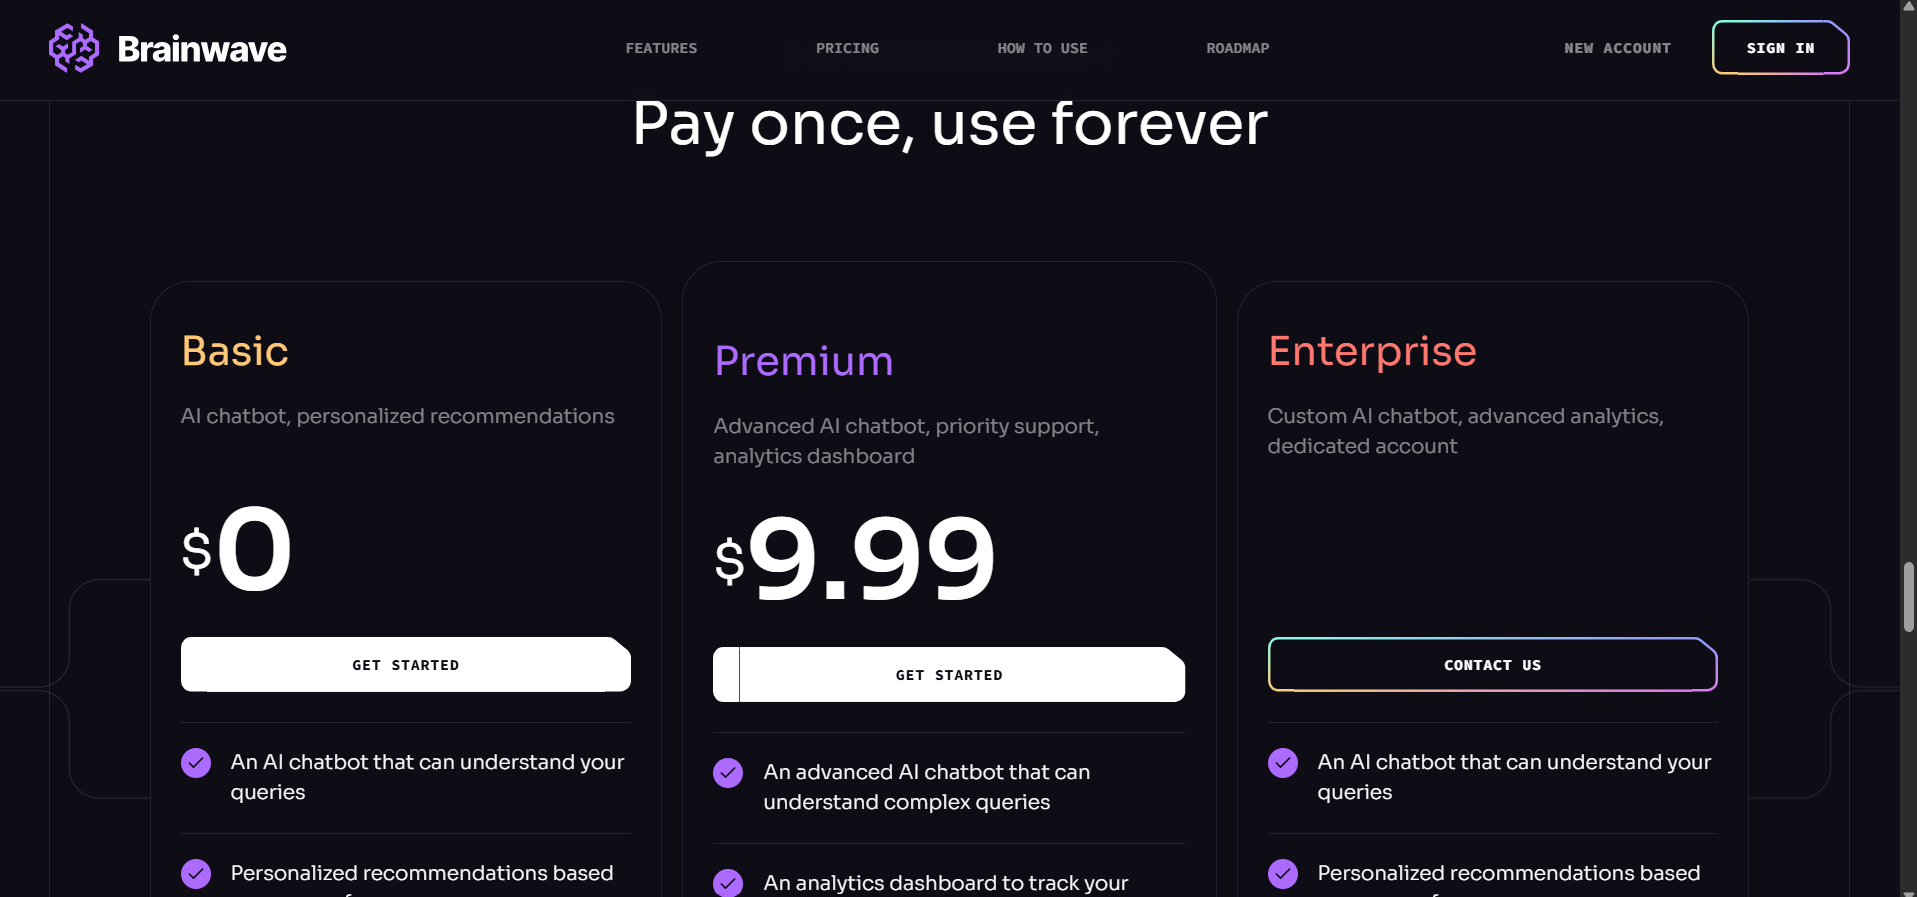 Brainwave
FEATURES
PRICING
HOW TO USE
ROADMAP
NEW ACCOUNT
SIGN IN
Pay once, use forever
Basic
AI chatbot, personalized recommendations
$0
GET STARTED
An AI chatbot that can understand your
queries
Personalized recommendations based
Premium
Advanced AI chatbot, priority support,
analytics dashboard
$9.99
GET STARTED
An advanced AI chatbot that can
understand complex queries
An analytics dashboard to track your
Enterprise
Custom AI chatbot, advanced analytics,
dedicated account
CONTACT US
An AI chatbot that can understand your
queries
Personalized recommendations based